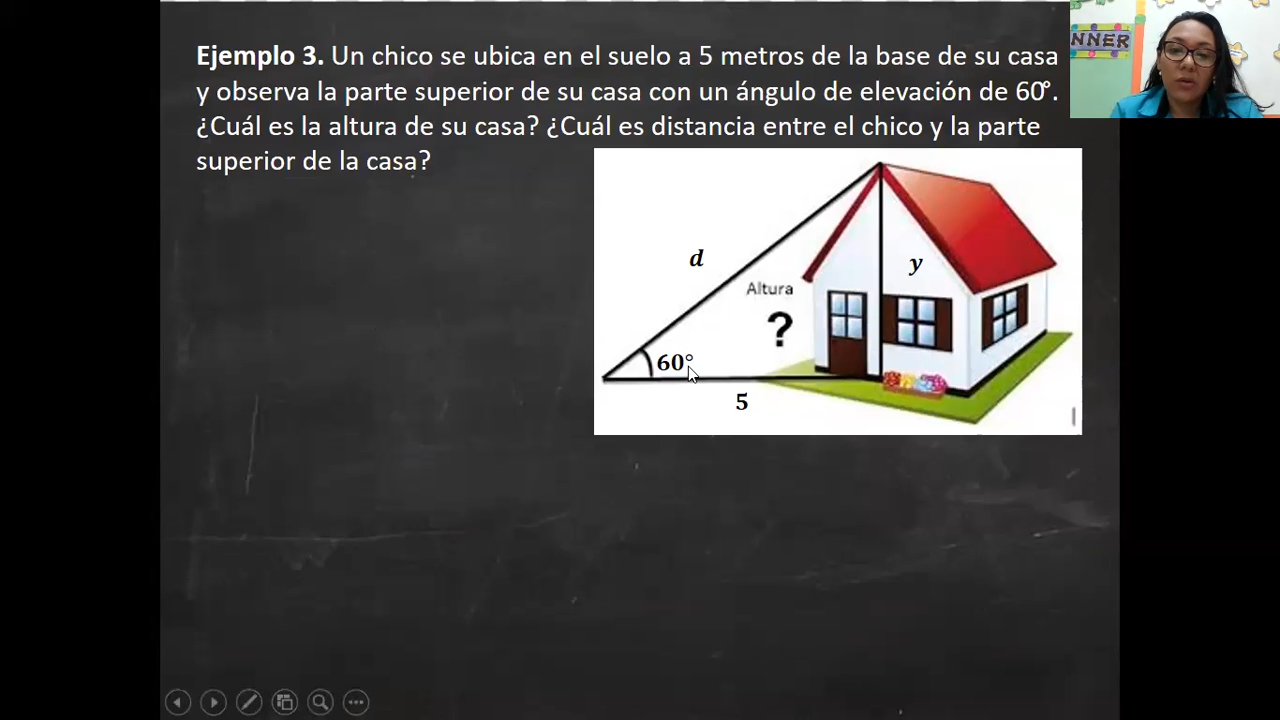 Ejemplo 3. Un chico se ubica en el suelo a 5 metros de la base de su casa
y observa la parte superior de su casa con un ángulo de elevación de 60°.
¿Cuál es la altura de su casa? ¿Cuál es distancia entre el chico y la parte
superior de la casa?
NNER
d
y
Altura
?
60°
5